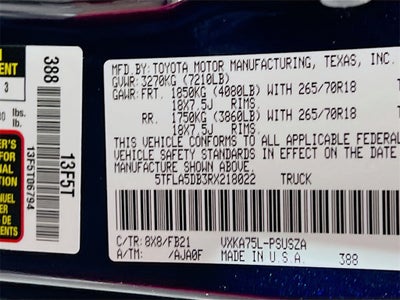 MFD BY: TOYOTA MOTOR MANUFACTURING, TEXAS, INC.
GVWR: 3270KG (7210LB)
GAWR: FRT. 1850KG (4080LB) WITH 265/70R18
18X7.5J RIMS.
RR. 1750KG (3860LB) WITH 265/70R18
18X7.5J RIMS.
THIS VEHICLE CONFORMS TO ALL APPLICABLE FEDERAL
SAFETY STANDARDS IN EFFECT ON THE DATE OF
MANUFACTURE SHOWN ABOVE.
5TFLA5DB3RX218022 TRUCK
C/TR: 8X8/FB21 VXKA75L-PSUSZA
A/TM: /AJA0F MADE IN U.S.A. 388
388
13F5T
13F5T06794
3
lbs.
lb.